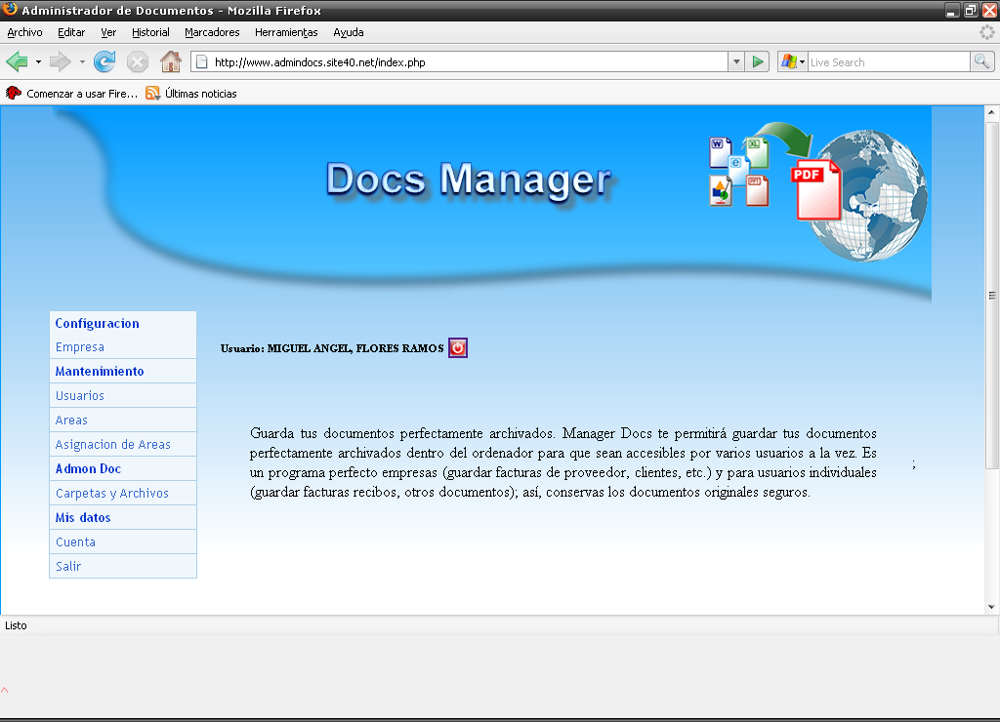 Administrador de Documentos - Mozilla Firefox
Archivo Editar Ver Historial Marcadores Herramientas Ayuda
http://www.admindocs.site40.net/index.php Live Search
Comenzar a usar Fire... Últimas noticias
Docs Manager
W XL e PPT PDF
Configuracion
Empresa
Mantenimiento
Usuarios
Areas
Asignacion de Areas
Admon Doc
Carpetas y Archivos
Mis datos
Cuenta
Salir
Usuario: MIGUEL ANGEL, FLORES RAMOS
Guarda tus documentos perfectamente archivados. Manager Docs te permitirá guardar tus documentos
perfectamente archivados dentro del ordenador para que sean accesibles por varios usuarios a la vez. Es
un programa perfecto empresas (guardar facturas de proveedor, clientes, etc.) y para usuarios individuales
(guardar facturas recibos, otros documentos); así, conservas los documentos originales seguros.
;
Listo
^